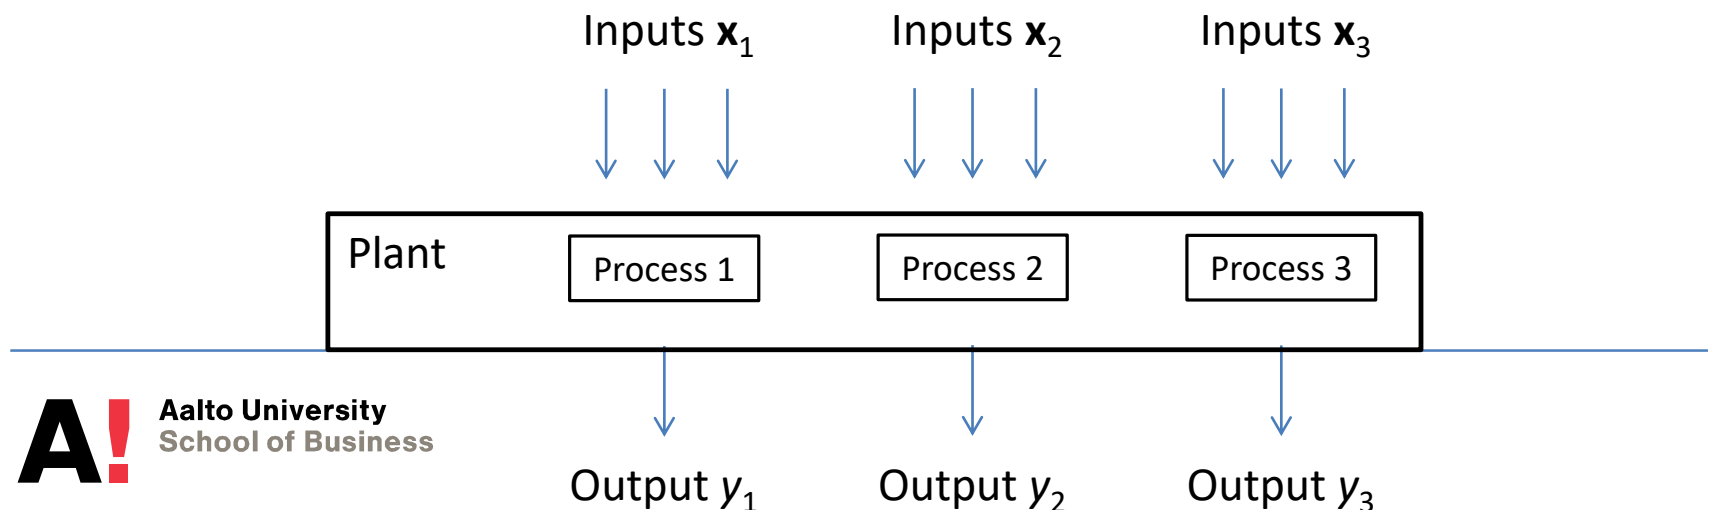 Inputs x₁ Inputs x₂ Inputs x₃
Plant Process 1 Process 2 Process 3
A! Aalto University
School of Business
Output y₁ Output y₂ Output y₃